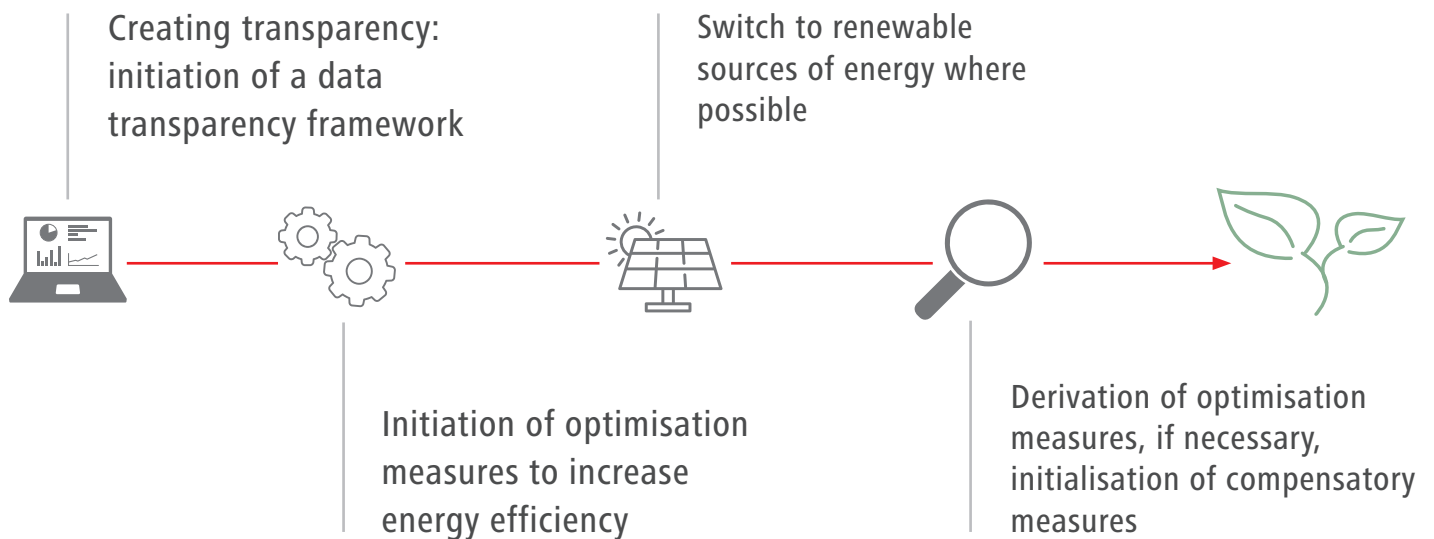 Creating transparency:
initiation of a data
transparency framework
Switch to renewable
sources of energy where
possible
Initiation of optimisation
measures to increase
energy efficiency
Derivation of optimisation
measures, if necessary,
initialisation of compensatory
measures